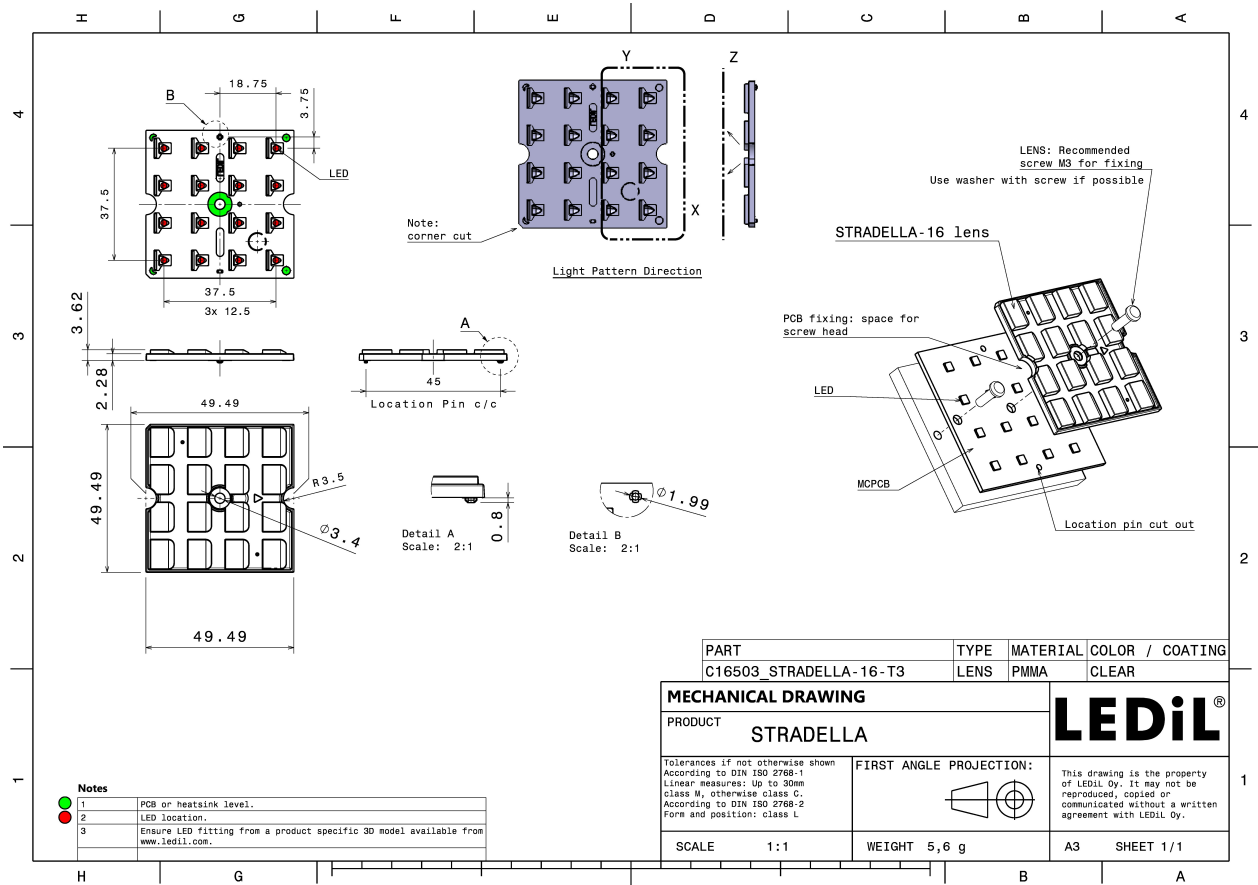 H G F E D C B A
4
3
2
1
4
3
2
1
H G B A
B
18.75
3.75
LED
37.5
37.5
3x 12.5
Y
Z
X
Note:
corner cut
Light Pattern Direction
LENS: Recommended
screw M3 for fixing
Use washer with screw if possible
STRADELLA-16 lens
PCB fixing: space for
screw head
LED
MCPCB
Location pin cut out
3.62
2.28
A
45
Location Pin c/c
49.49
49.49
R3.5
Ø3.4
49.49
0.8
Detail A
Scale: 2:1
Ø1.99
Detail B
Scale: 2:1
PART TYPE MATERIAL COLOR / COATING
C16503_STRADELLA-16-T3 LENS PMMA CLEAR
MECHANICAL DRAWING
PRODUCT
STRADELLA
LEDiL®
Tolerances if not otherwise shown
According to DIN ISO 2768-1
Linear measures: Up to 30mm
class M, otherwise class C.
According to DIN ISO 2768-2
Form and position: class L
FIRST ANGLE PROJECTION:
This drawing is the property
of LEDiL Oy. It may not be
reproduced, copied or
communicated without a written
agreement with LEDiL Oy.
SCALE 1:1
WEIGHT 5,6 g
A3 SHEET 1/1
Notes
1 PCB or heatsink level.
2 LED location.
3 Ensure LED fitting from a product specific 3D model available from
www.ledil.com.